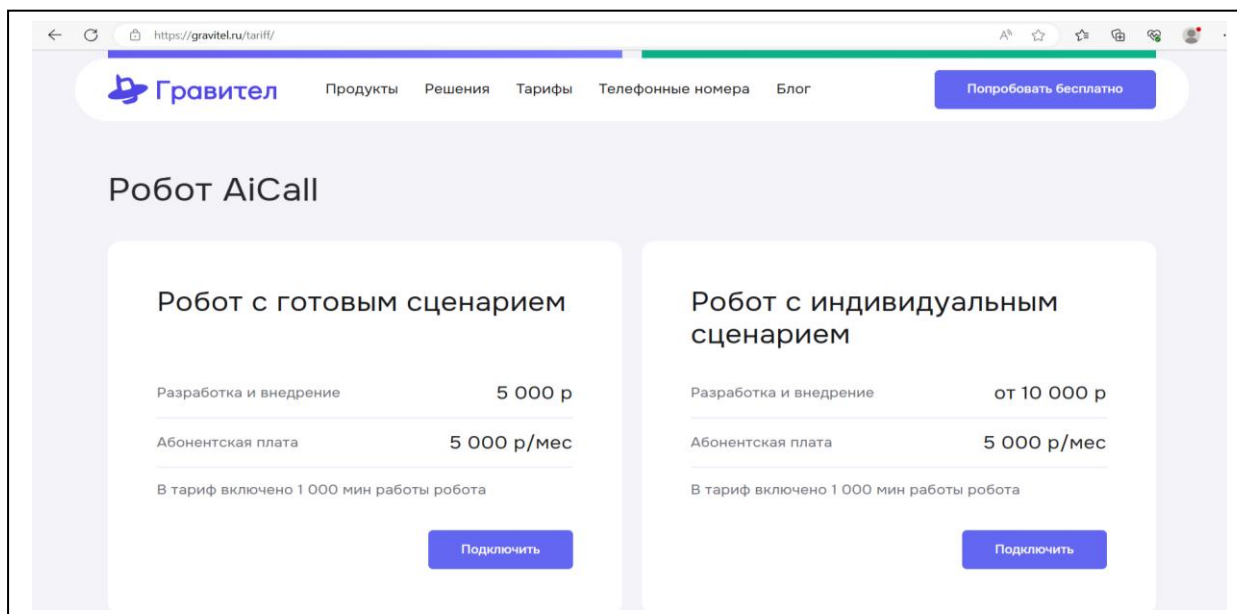 https://gravitel.ru/tariff/
Гравител
Продукты Решения Тарифы Телефонные номера Блог
Попробовать бесплатно
Робот AiCall
Робот с готовым сценарием
Разработка и внедрение 5 000 р
Абонентская плата 5 000 р/мес
В тариф включено 1 000 мин работы робота
Подключить
Робот с индивидуальным
сценарием
Разработка и внедрение от 10 000 р
Абонентская плата 5 000 р/мес
В тариф включено 1 000 мин работы робота
Подключить